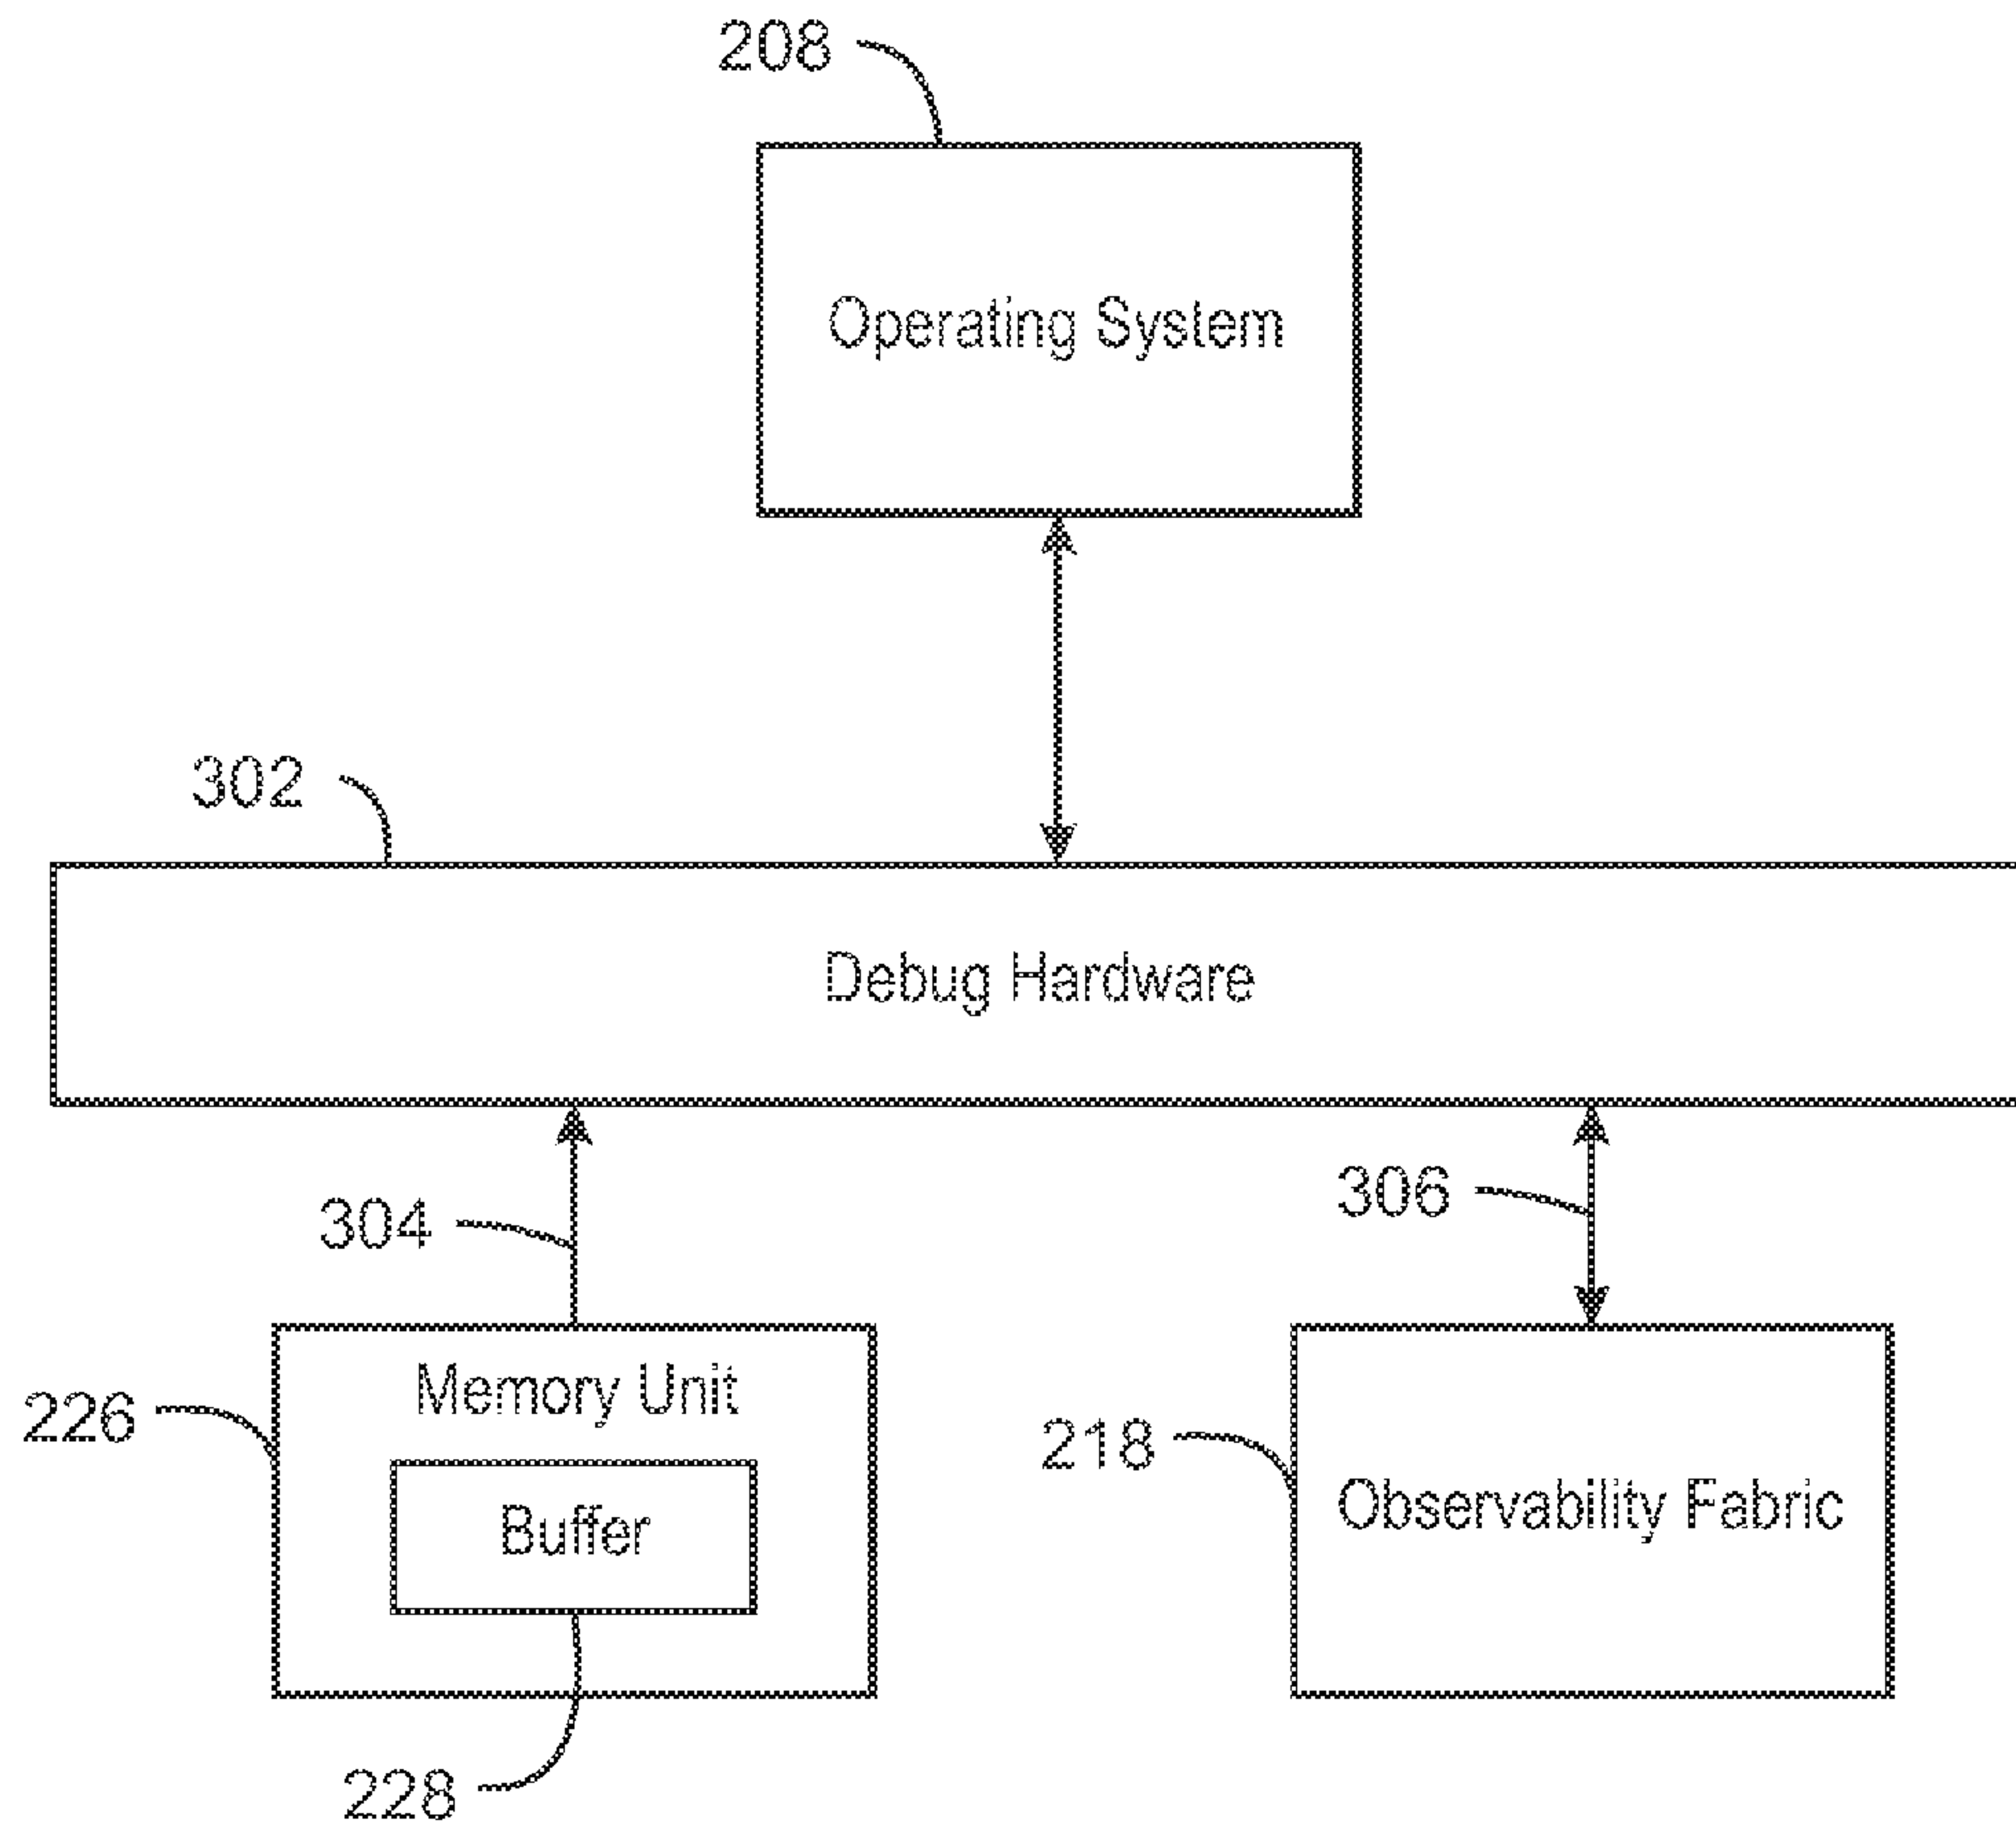 208
Operating System
302
Debug Hardware
304
306
Memory Unit
226
218
Buffer
Observability Fabric
228